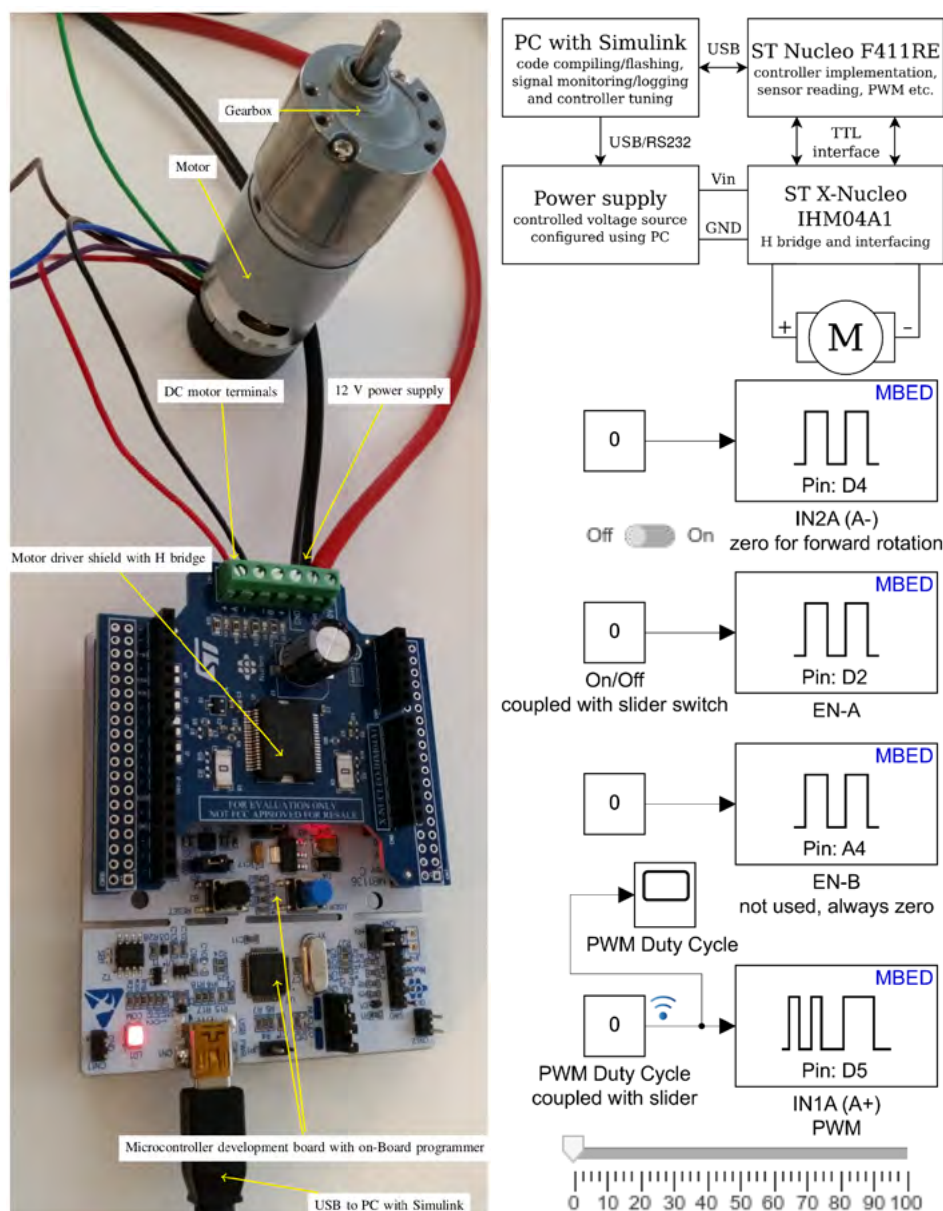 Gearbox
Motor
DC motor terminals
12 V power supply
Motor driver shield with H bridge
FOR EVALUATION ONLY
NOT FCC APPROVED FOR RESALE
Microcontroller development board with on-Board programmer
USB to PC with Simulink
PC with Simulink
code compiling/flashing,
signal monitoring/logging
and controller tuning
USB
ST Nucleo F411RE
controller implementation,
sensor reading, PWM etc.
USB/RS232
TTL
interface
Power supply
controlled voltage source
configured using PC
Vin
GND
ST X-Nucleo
IHM04A1
H bridge and interfacing
+
M
-
0
MBED
Pin: D4
IN2A (A-)
zero for forward rotation
Off
On
0
On/Off
coupled with slider switch
MBED
Pin: D2
EN-A
0
MBED
Pin: A4
EN-B
not used, always zero
PWM Duty Cycle
0
PWM Duty Cycle
coupled with slider
MBED
Pin: D5
IN1A (A+)
PWM
0 10 20 30 40 50 60 70 80 90 100